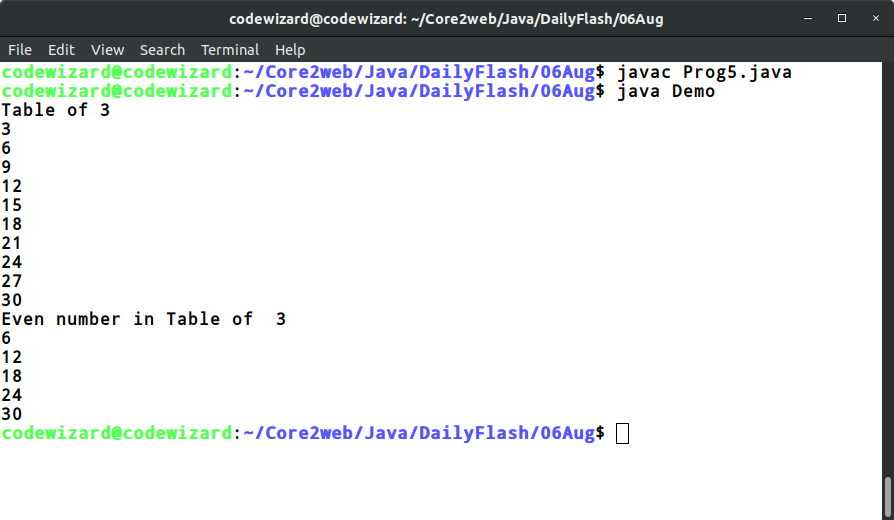 codewizard@codewizard: ~/Core2web/Java/DailyFlash/06Aug
File Edit View Search Terminal Help
codewizard@codewizard:~/Core2web/Java/DailyFlash/06Aug$ javac Prog5.java
codewizard@codewizard:~/Core2web/Java/DailyFlash/06Aug$ java Demo
Table of 3
3
6
9
12
15
18
21
24
27
30
Even number in Table of  3
6
12
18
24
30
codewizard@codewizard:~/Core2web/Java/DailyFlash/06Aug$